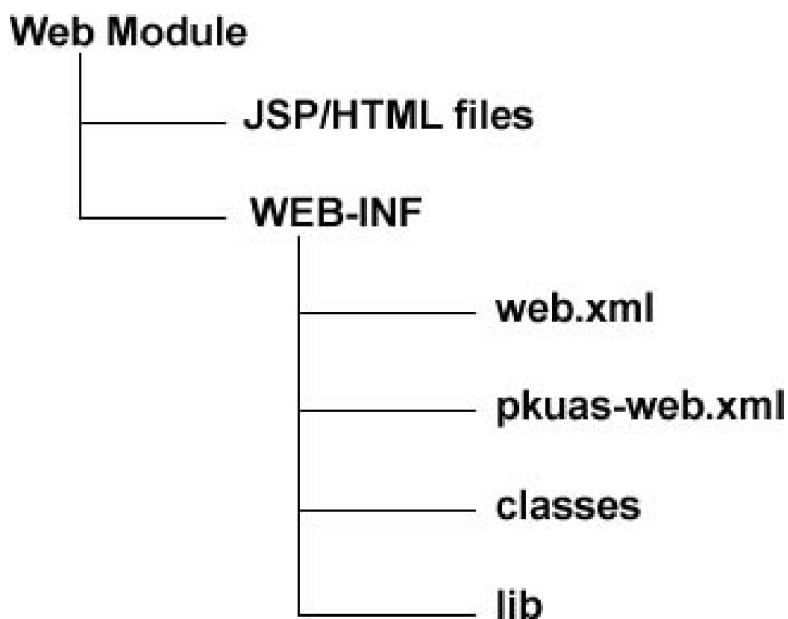 Web Module
JSP/HTML files
WEB-INF
web.xml
pkuas-web.xml
classes
lib